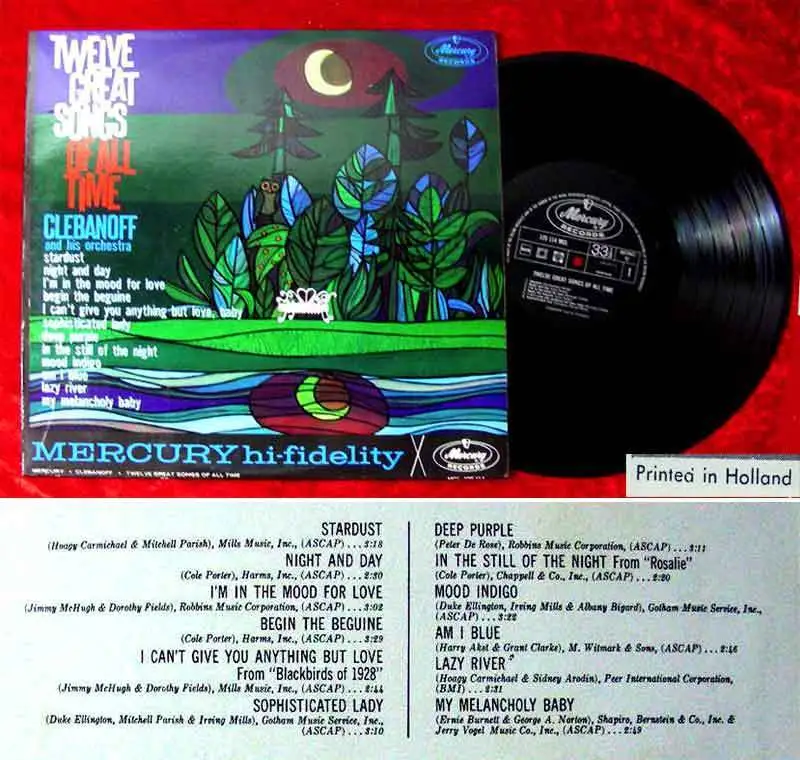 TWELVE
GREAT
SONGS
OF ALL
TIME
CLEBANOFF
and his orchestra
stardust
night and day
I'm in the mood for love
begin the beguine
I can't give you anything but love, baby
sophisticated lady
deep purple
in the still of the night
mood indigo
am I blue
lazy river
my melancholy baby
Mercury
RECORDS
MERCURY hi-fidelity
Mercury
RECORDS
MERCURY • CLEBANOFF • TWELVE GREAT SONGS OF ALL TIME
Mercury
RECORDS
33
1
TWELVE GREAT SONGS OF ALL TIME
Printed in Holland
STARDUST
(Hoagy Carmichael & Mitchell Parish), Mills Music, Inc., (ASCAP) . . . 3:18
NIGHT AND DAY
(Cole Porter), Harms, Inc., (ASCAP) . . . 2:30
I'M IN THE MOOD FOR LOVE
(Jimmy McHugh & Dorothy Fields), Robbins Music Corporation, (ASCAP) . . . 3:02
BEGIN THE BEGUINE
(Cole Porter), Harms, Inc., (ASCAP) . . . 3:29
I CAN'T GIVE YOU ANYTHING BUT LOVE
From "Blackbirds of 1928"
(Jimmy McHugh & Dorothy Fields), Mills Music, Inc., (ASCAP) . . . 2:44
SOPHISTICATED LADY
(Duke Ellington, Mitchell Parish & Irving Mills), Gotham Music Service, Inc.,
(ASCAP) . . . 3:10
DEEP PURPLE
(Peter De Rose), Robbins Music Corporation, (ASCAP) . . . 3:11
IN THE STILL OF THE NIGHT From "Rosalie"
(Cole Porter), Chappell & Co., Inc., (ASCAP) . . . 2:20
MOOD INDIGO
(Duke Ellington, Irving Mills & Albany Bigard), Gotham Music Service, Inc.,
(ASCAP) . . . 3:22
AM I BLUE
(Harry Akst & Grant Clarke), M. Witmark & Sons, (ASCAP) . . . 2:46
LAZY RIVER
(Hoagy Carmichael & Sidney Arodin), Peer International Corporation,
(BMI) . . . 2:31
MY MELANCHOLY BABY
(Ernie Burnett & George A. Norton), Shapiro, Bernstein & Co., Inc. &
Jerry Vogel Music Co., Inc., (ASCAP) . . . 2:49